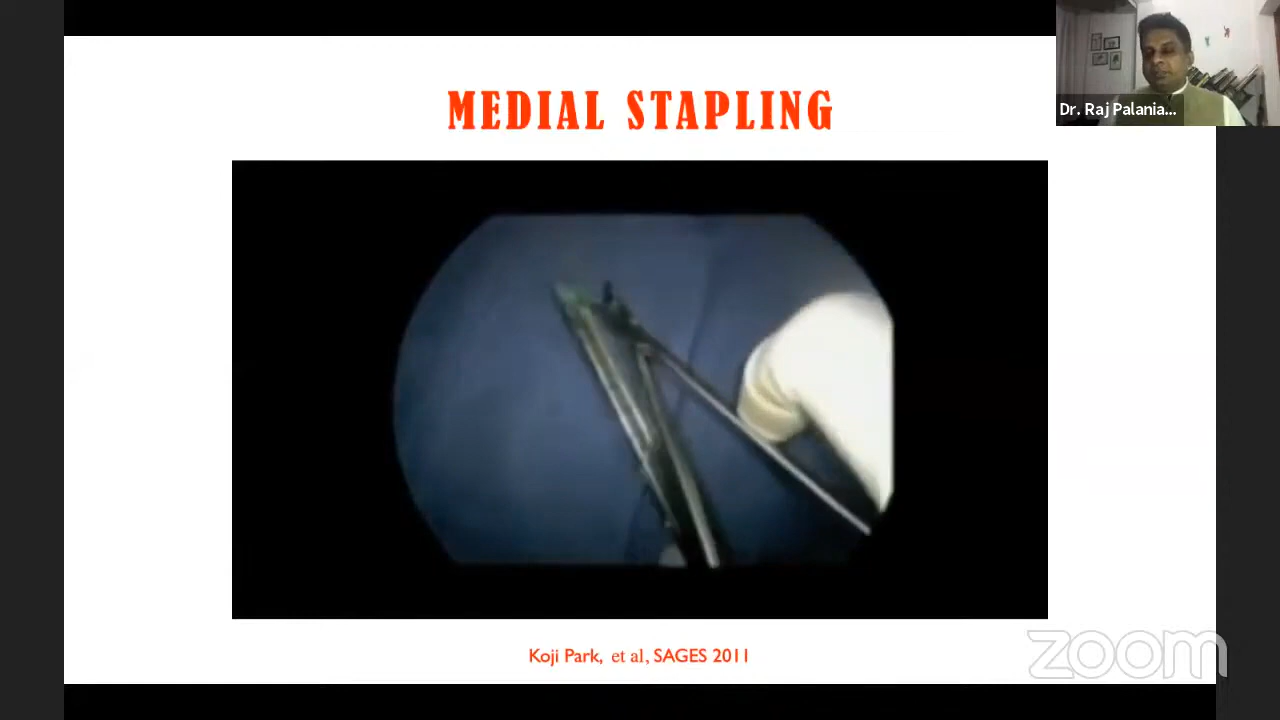 MEDIAL STAPLING
Dr. Raj Palania...
Koji Park, et al, SAGES 2011
zoom